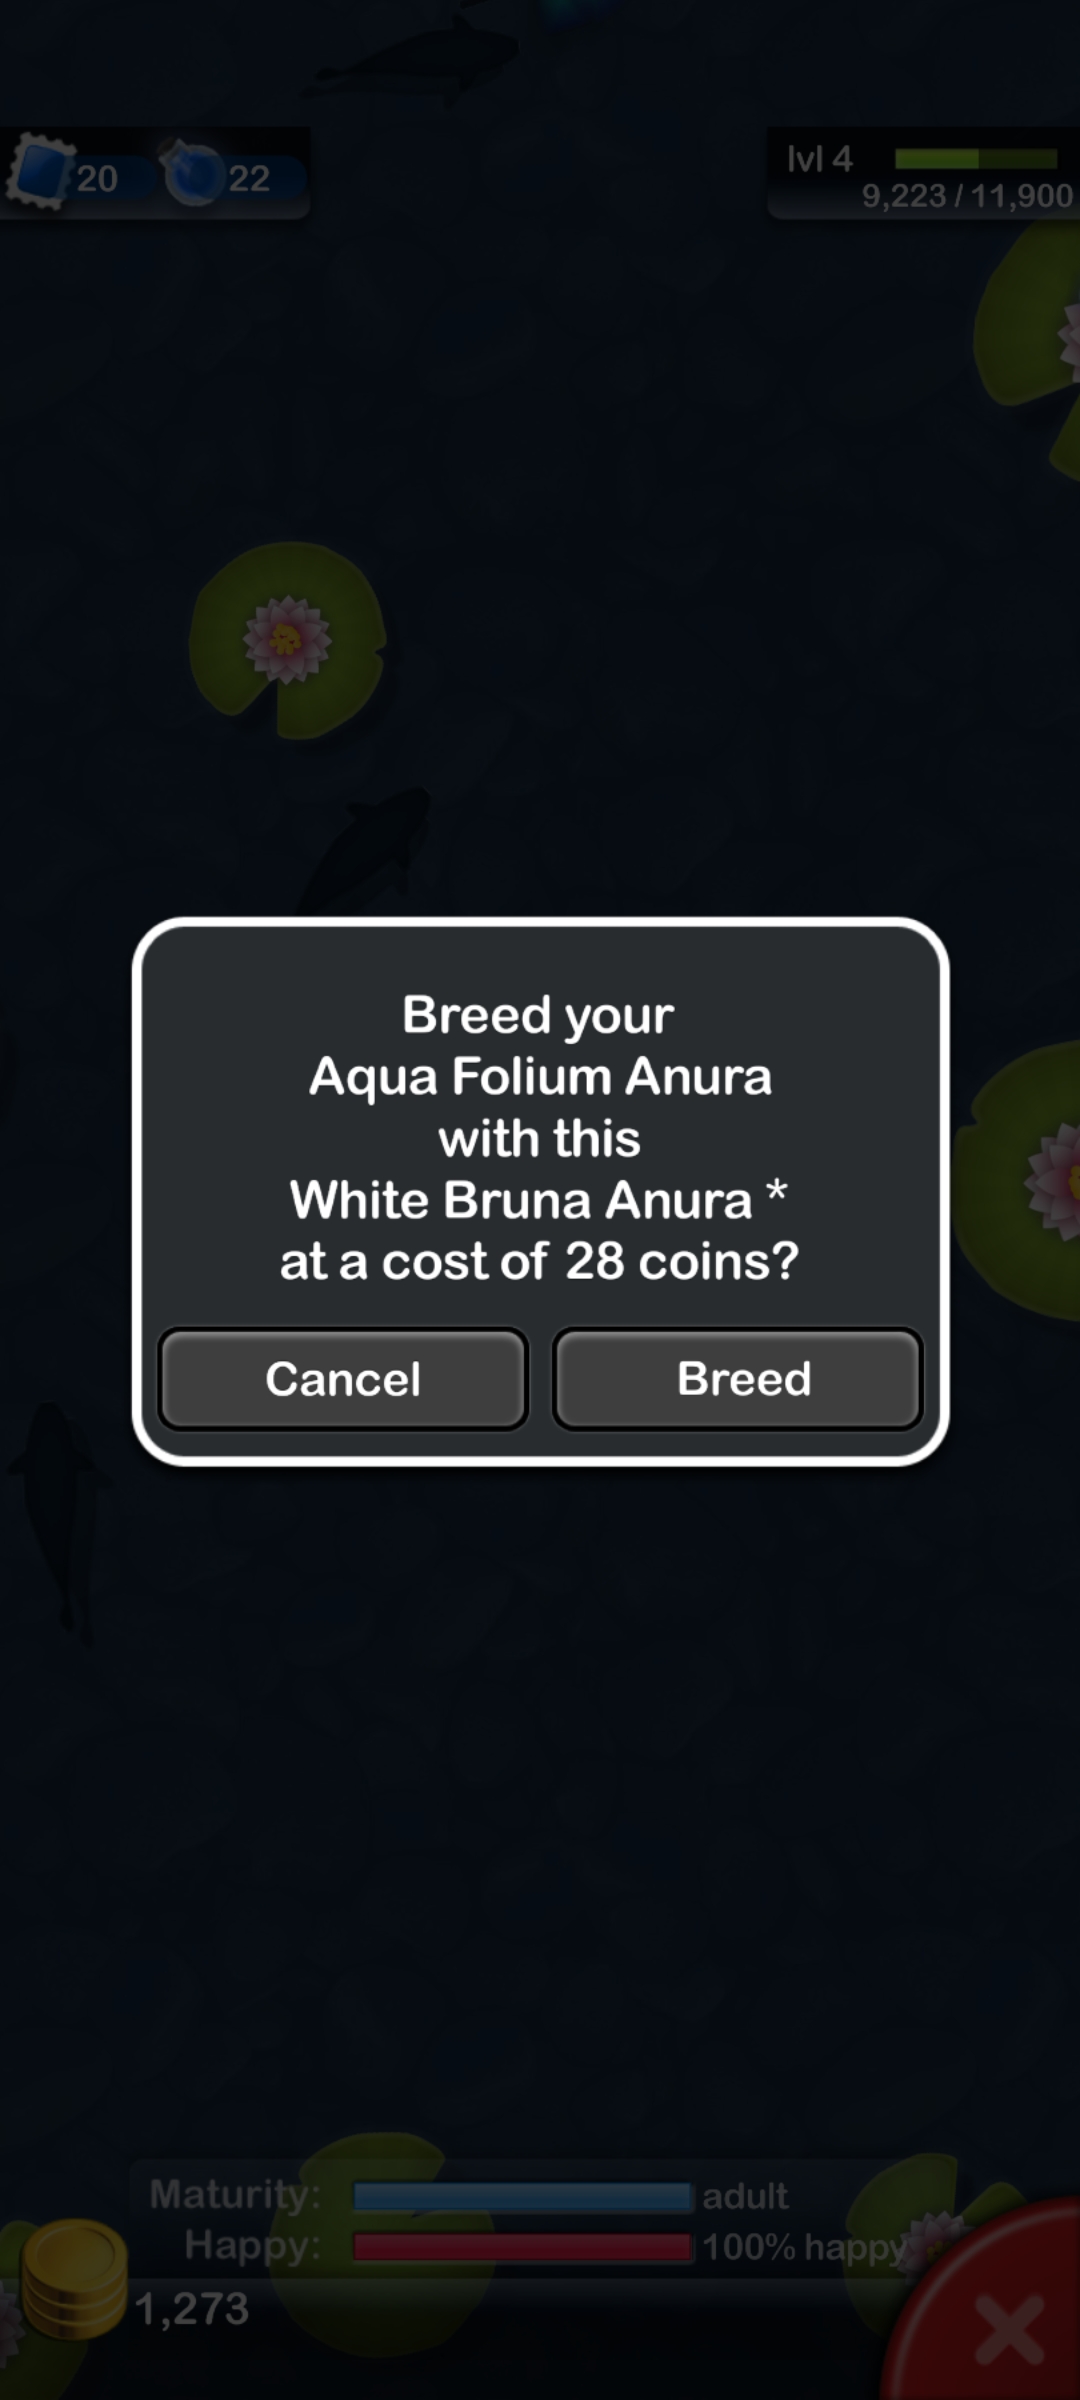 20 22
lvl 4
9,223 / 11,900
Breed your
Aqua Folium Anura
with this
White Bruna Anura *
at a cost of 28 coins?
Cancel Breed
Maturity: adult
Happy: 100% happy
1,273